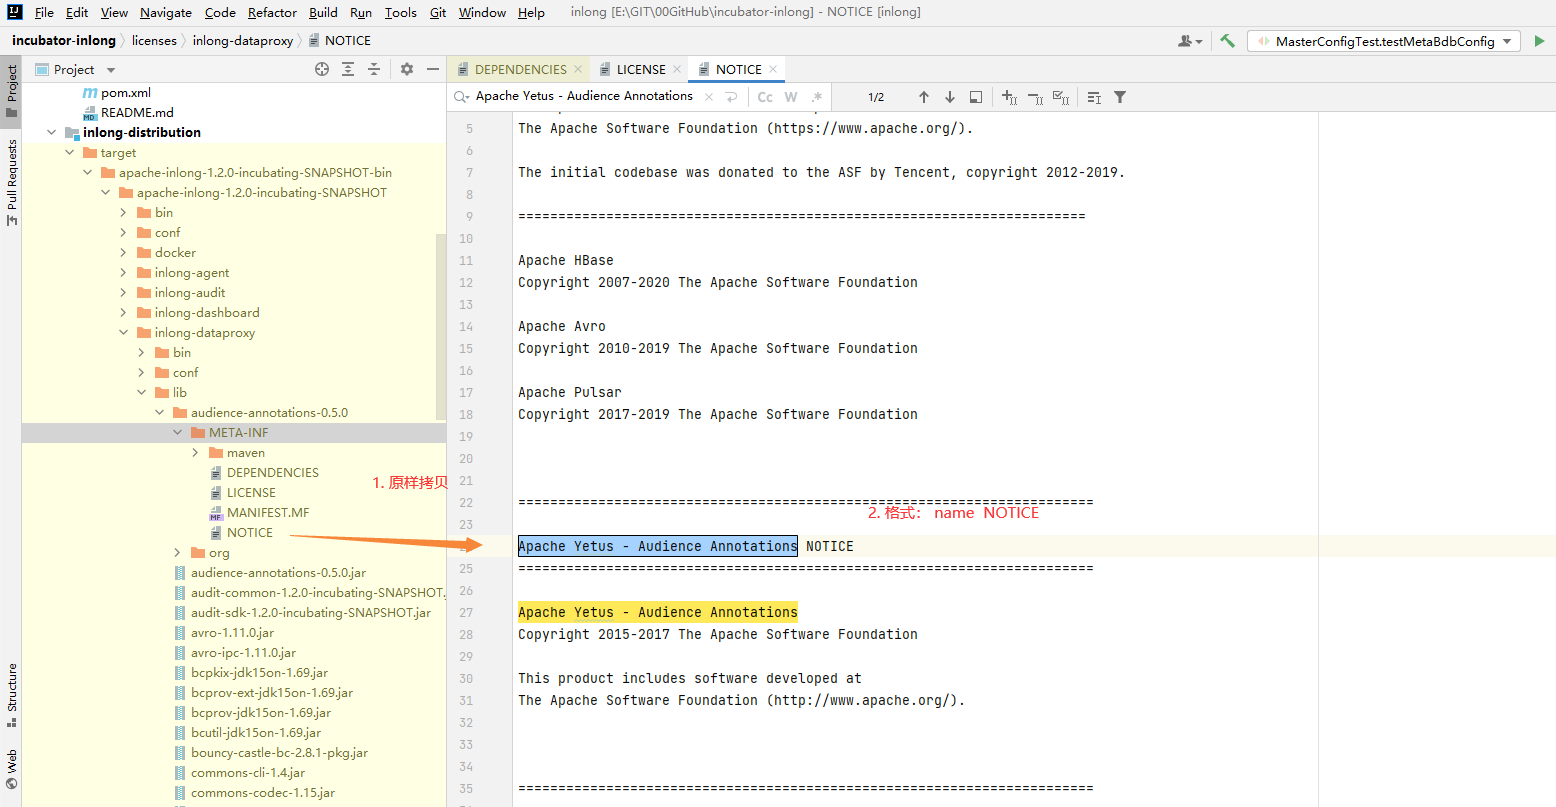 File Edit View Navigate Code Refactor Build Run Tools Git Window Help inlong [E:\GIT\00GitHub\incubator-inlong] - NOTICE [inlong]
incubator-inlong licenses inlong-dataproxy NOTICE
MasterConfigTest.testMetaBdbConfig
Project
Pull Requests
Structure
Web
Project
pom.xml
README.md
inlong-distribution
target
apache-inlong-1.2.0-incubating-SNAPSHOT-bin
apache-inlong-1.2.0-incubating-SNAPSHOT
bin
conf
docker
inlong-agent
inlong-audit
inlong-dashboard
inlong-dataproxy
bin
conf
lib
audience-annotations-0.5.0
META-INF
maven
DEPENDENCIES
LICENSE
MANIFEST.MF
NOTICE
org
audience-annotations-0.5.0.jar
audit-common-1.2.0-incubating-SNAPSHOT.
audit-sdk-1.2.0-incubating-SNAPSHOT.jar
avro-1.11.0.jar
avro-ipc-1.11.0.jar
bcpkix-jdk15on-1.69.jar
bcprov-ext-jdk15on-1.69.jar
bcprov-jdk15on-1.69.jar
bcutil-jdk15on-1.69.jar
bouncy-castle-bc-2.8.1-pkg.jar
commons-cli-1.4.jar
commons-codec-1.15.jar
1. 原样拷贝
DEPENDENCIES LICENSE NOTICE
Apache Yetus - Audience Annotations Cc W .* 1/2
5 The Apache Software Foundation (https://www.apache.org/).
6
7 The initial codebase was donated to the ASF by Tencent, copyright 2012-2019.
8
9 =======================================================================
10
11 Apache HBase
12 Copyright 2007-2020 The Apache Software Foundation
13
14 Apache Avro
15 Copyright 2010-2019 The Apache Software Foundation
16
17 Apache Pulsar
18 Copyright 2017-2019 The Apache Software Foundation
19
20
21
22 ========================================================================
2. 格式： name NOTICE
23
Apache Yetus - Audience Annotations NOTICE
25 ========================================================================
26
27 Apache Yetus - Audience Annotations
28 Copyright 2015-2017 The Apache Software Foundation
29
30 This product includes software developed at
31 The Apache Software Foundation (http://www.apache.org/).
32
33
34
35 ========================================================================